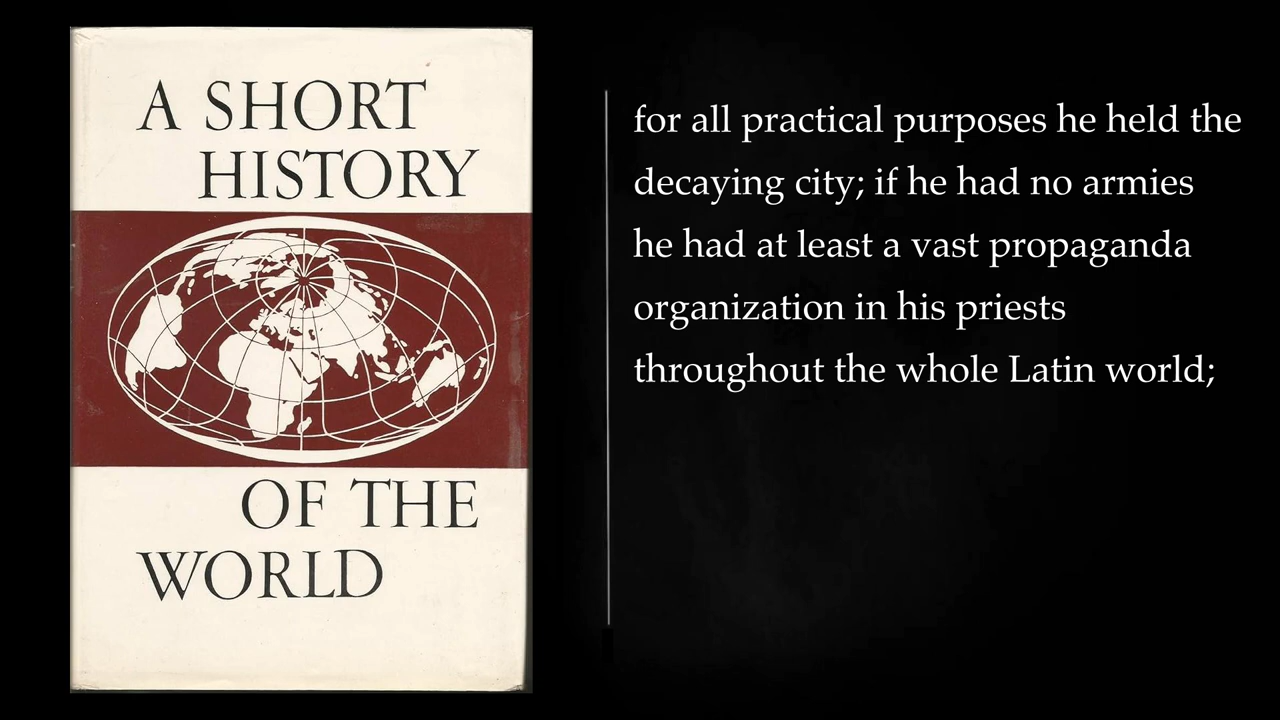 A SHORT
HISTORY
OF THE
WORLD
for all practical purposes he held the
decaying city; if he had no armies
he had at least a vast propaganda
organization in his priests
throughout the whole Latin world;